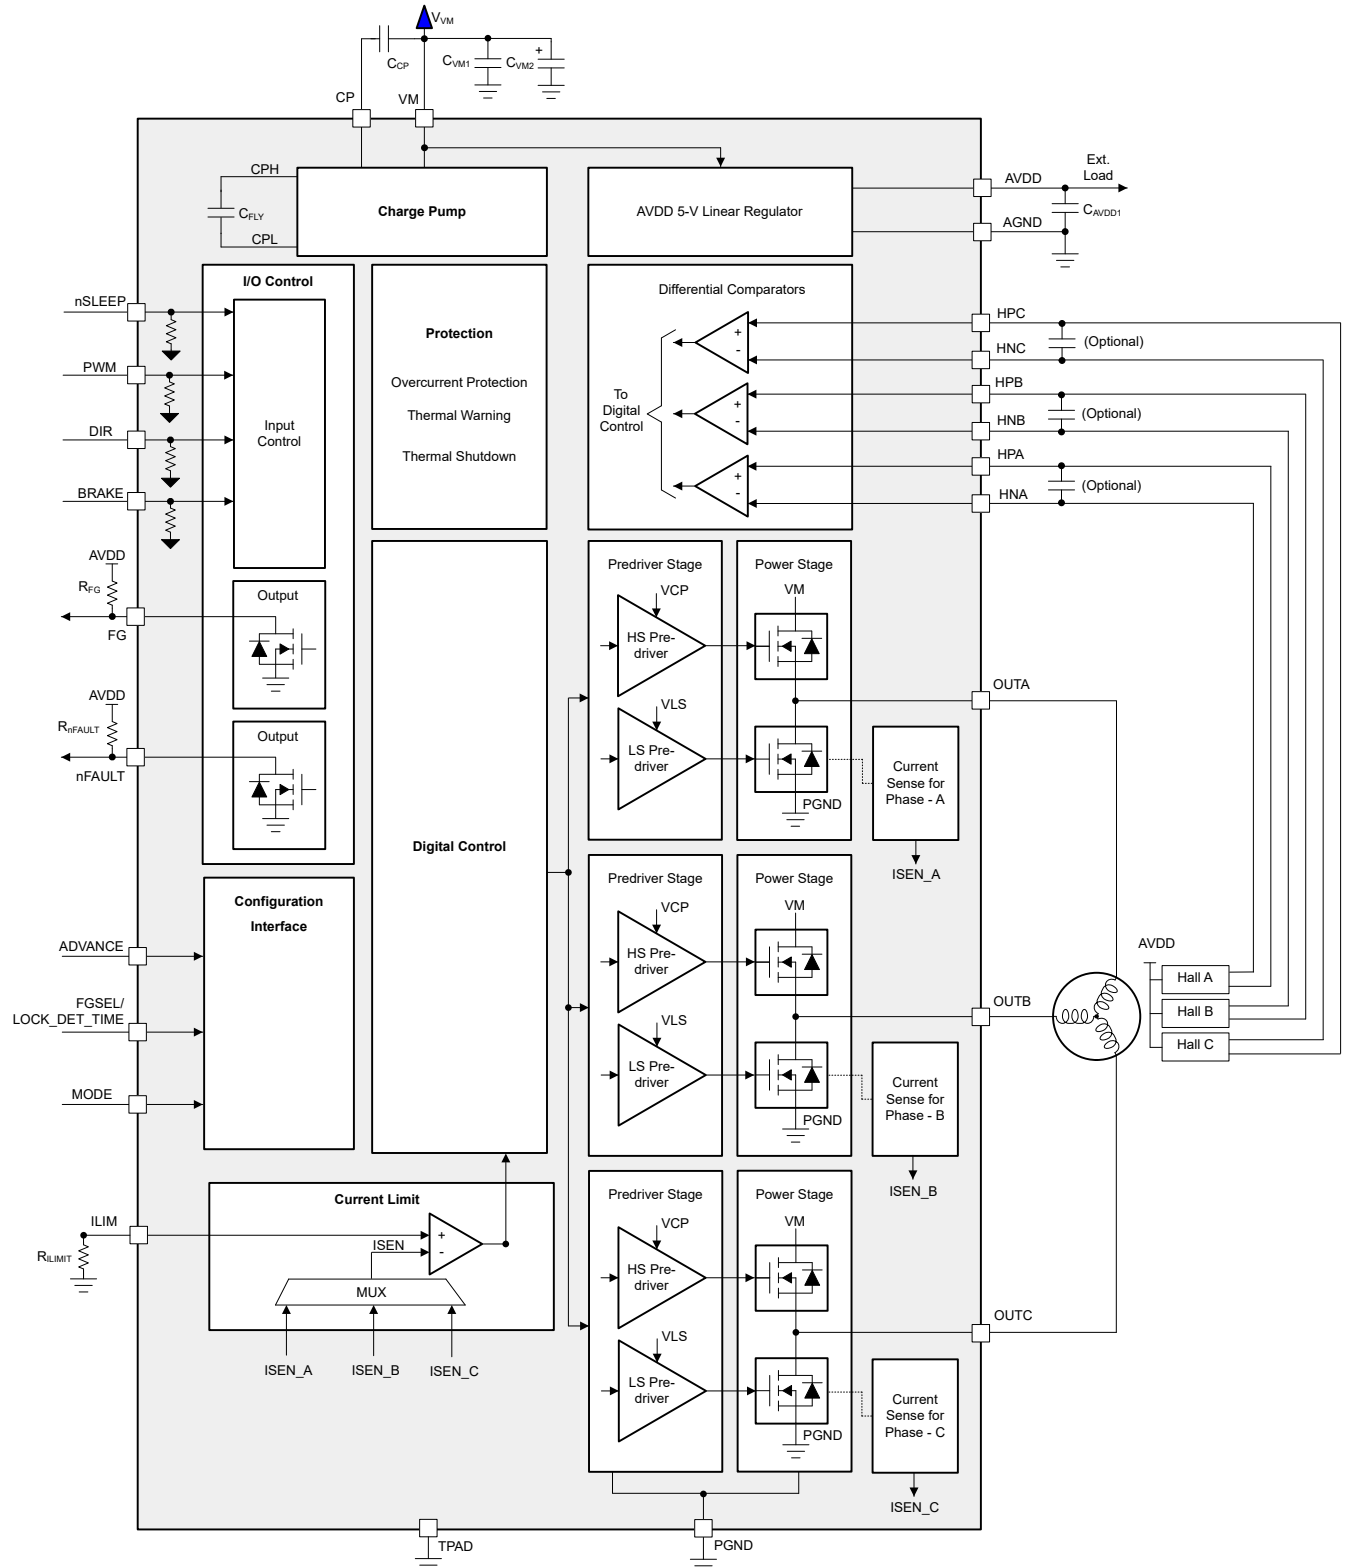 VVM
CCP
CVM1
+
CVM2
CP
VM
CPH
CFLY
CPL
Charge Pump
AVDD 5-V Linear Regulator
AVDD
Ext.
Load
CAVDD1
AGND
I/O Control
nSLEEP
PWM
DIR
BRAKE
Input
Control
AVDD
RFG
FG
Output
AVDD
RnFAULT
nFAULT
Output
Protection
Overcurrent Protection
Thermal Warning
Thermal Shutdown
Differential Comparators
To
Digital
Control
+
-
+
-
+
-
HPC
HNC
(Optional)
HPB
HNB
(Optional)
HPA
HNA
(Optional)
Digital Control
Configuration
Interface
ADVANCE
FGSEL/
LOCK_DET_TIME
MODE
Predriver Stage
VCP
HS Pre-
driver
VLS
LS Pre-
driver
Power Stage
VM
PGND
OUTA
Current
Sense for
Phase - A
ISEN_A
Predriver Stage
VCP
HS Pre-
driver
VLS
LS Pre-
driver
Power Stage
VM
PGND
OUTB
Current
Sense for
Phase - B
ISEN_B
AVDD
Hall A
Hall B
Hall C
Predriver Stage
VCP
HS Pre-
driver
VLS
LS Pre-
driver
Power Stage
VM
PGND
OUTC
Current
Sense for
Phase - C
ISEN_C
Current Limit
ILIM
RILIMIT
ISEN
+
-
MUX
ISEN_A
ISEN_B
ISEN_C
TPAD
PGND